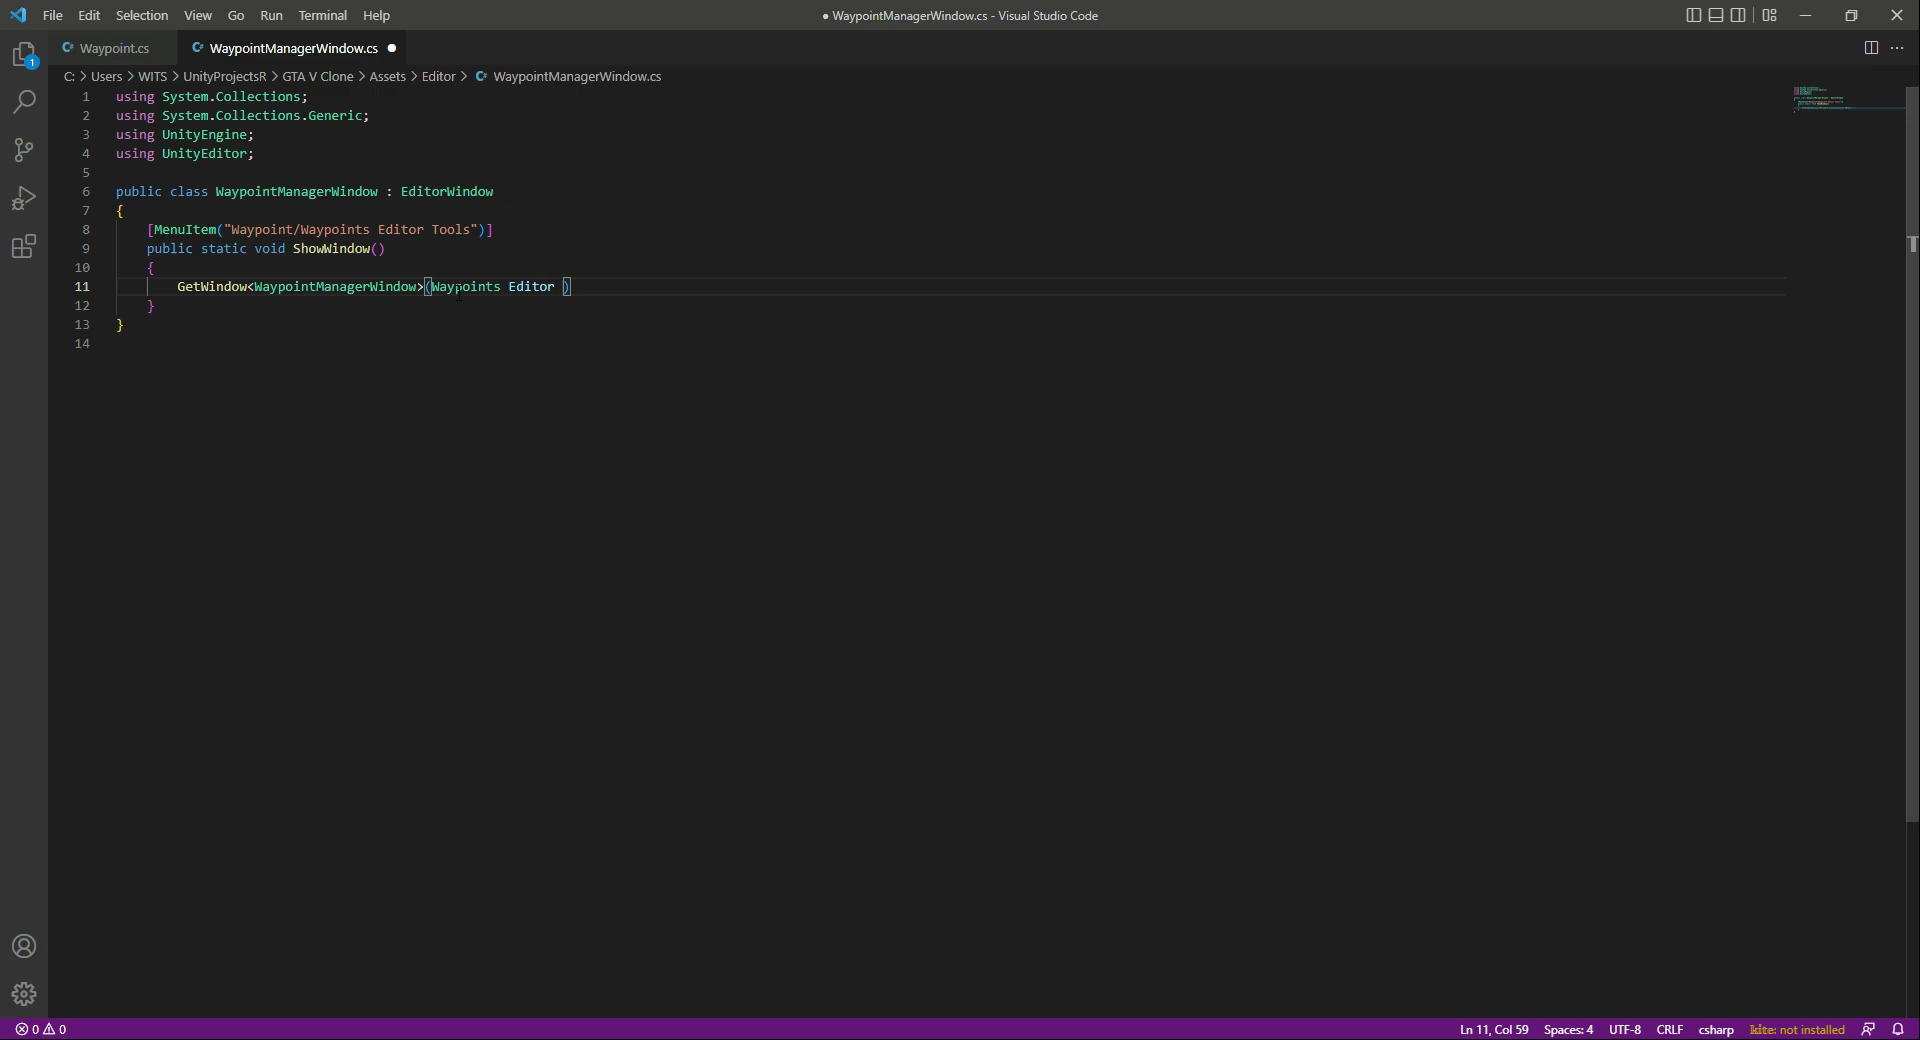 File Edit Selection View Go Run Terminal Help
● WaypointManagerWindow.cs - Visual Studio Code
1
Waypoint.cs
WaypointManagerWindow.cs ●
C: > Users > WITS > UnityProjectsR > GTA V Clone > Assets > Editor > WaypointManagerWindow.cs
1 using System.Collections;
2 using System.Collections.Generic;
3 using UnityEngine;
4 using UnityEditor;
5
6 public class WaypointManagerWindow : EditorWindow
7 {
8 [MenuItem("Waypoint/Waypoints Editor Tools")]
9 public static void ShowWindow()
10 {
11 GetWindow<WaypointManagerWindow>(Waypoints Editor )
12 }
13 }
14
0 0
Ln 11, Col 59 Spaces: 4 UTF-8 CRLF csharp kite: not installed